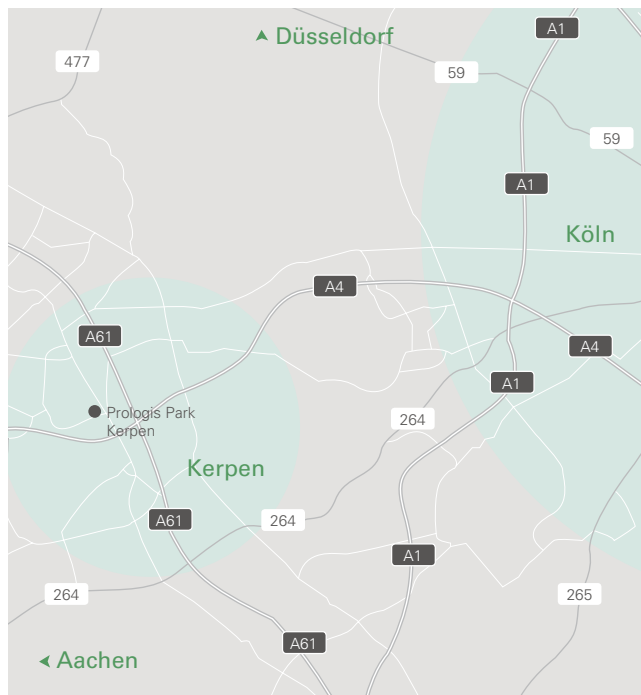 A1
Düsseldorf
477
59
59
A1
Köln
A4
A61
A4
A1
Prologis Park
Kerpen
264
Kerpen
A61
264
A1
264
265
A61
Aachen